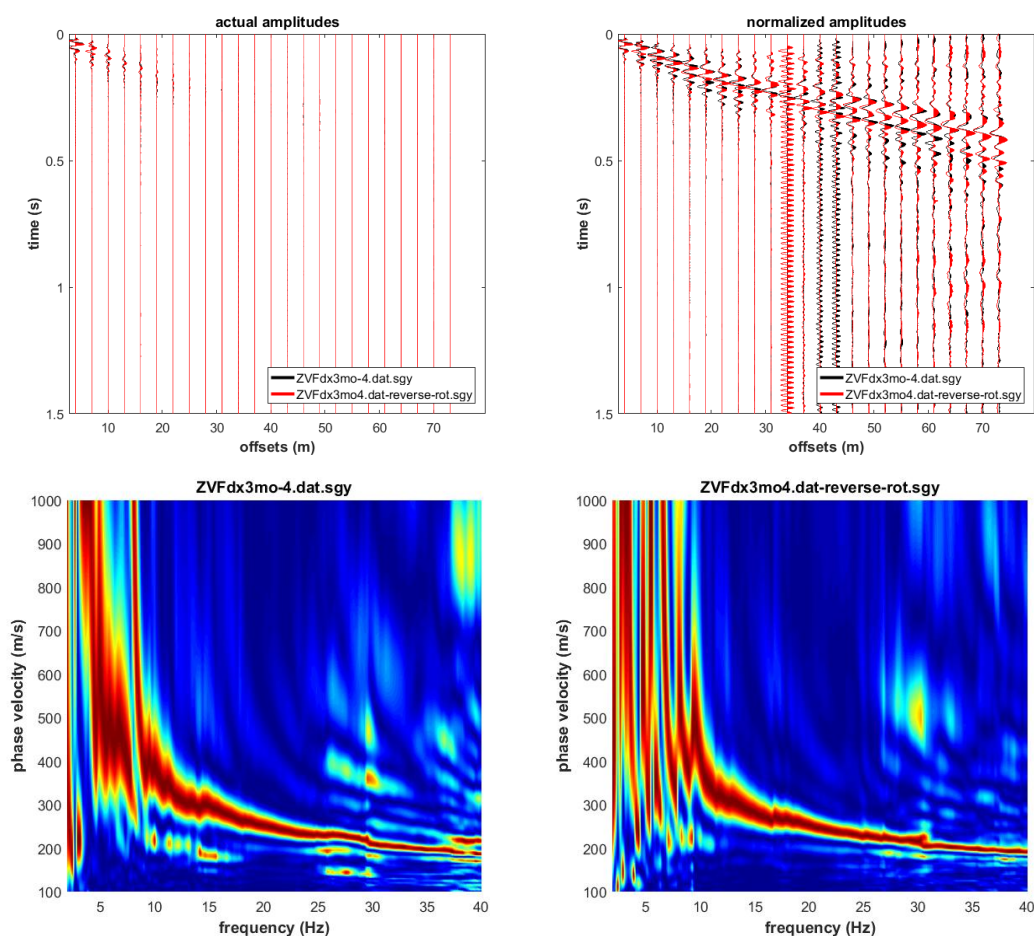 actual amplitudes
0
0.5
1
1.5
time (s)
ZVFdx3mo-4.dat.sgy
ZVFdx3mo4.dat-reverse-rot.sgy
10 20 30 40 50 60 70
offsets (m)
normalized amplitudes
0
0.5
1
1.5
time (s)
ZVFdx3mo-4.dat.sgy
ZVFdx3mo4.dat-reverse-rot.sgy
10 20 30 40 50 60 70
offsets (m)
ZVFdx3mo-4.dat.sgy
1000
900
800
700
600
500
400
300
200
100
phase velocity (m/s)
5 10 15 20 25 30 35 40
frequency (Hz)
ZVFdx3mo4.dat-reverse-rot.sgy
1000
900
800
700
600
500
400
300
200
100
phase velocity (m/s)
5 10 15 20 25 30 35 40
frequency (Hz)